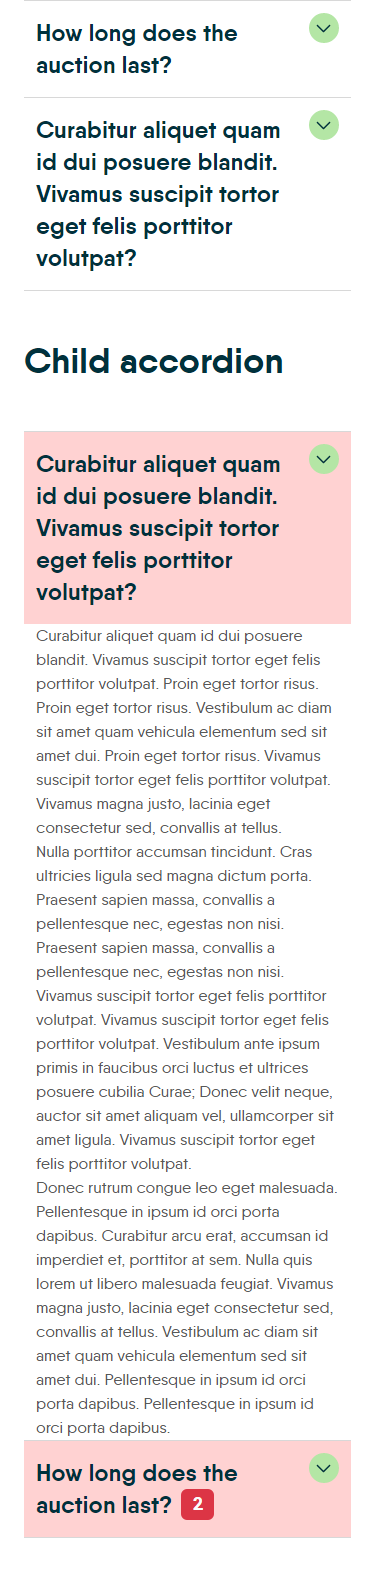 How long does the
auction last?
Curabitur aliquet quam
id dui posuere blandit.
Vivamus suscipit tortor
eget felis porttitor
volutpat?
Child accordion
Curabitur aliquet quam
id dui posuere blandit.
Vivamus suscipit tortor
eget felis porttitor
volutpat?
Curabitur aliquet quam id dui posuere
blandit. Vivamus suscipit tortor eget felis
porttitor volutpat. Proin eget tortor risus.
Proin eget tortor risus. Vestibulum ac diam
sit amet quam vehicula elementum sed sit
amet dui. Proin eget tortor risus. Vivamus
suscipit tortor eget felis porttitor volutpat.
Vivamus magna justo, lacinia eget
consectetur sed, convallis at tellus.
Nulla porttitor accumsan tincidunt. Cras
ultricies ligula sed magna dictum porta.
Praesent sapien massa, convallis a
pellentesque nec, egestas non nisi.
Praesent sapien massa, convallis a
pellentesque nec, egestas non nisi.
Vivamus suscipit tortor eget felis porttitor
volutpat. Vivamus suscipit tortor eget felis
porttitor volutpat. Vestibulum ante ipsum
primis in faucibus orci luctus et ultrices
posuere cubilia Curae; Donec velit neque,
auctor sit amet aliquam vel, ullamcorper sit
amet ligula. Vivamus suscipit tortor eget
felis porttitor volutpat.
Donec rutrum congue leo eget malesuada.
Pellentesque in ipsum id orci porta
dapibus. Curabitur arcu erat, accumsan id
imperdiet et, porttitor at sem. Nulla quis
lorem ut libero malesuada feugiat. Vivamus
magna justo, lacinia eget consectetur sed,
convallis at tellus. Vestibulum ac diam sit
amet quam vehicula elementum sed sit
amet dui. Pellentesque in ipsum id orci
porta dapibus. Pellentesque in ipsum id
orci porta dapibus.
How long does the
auction last? 2